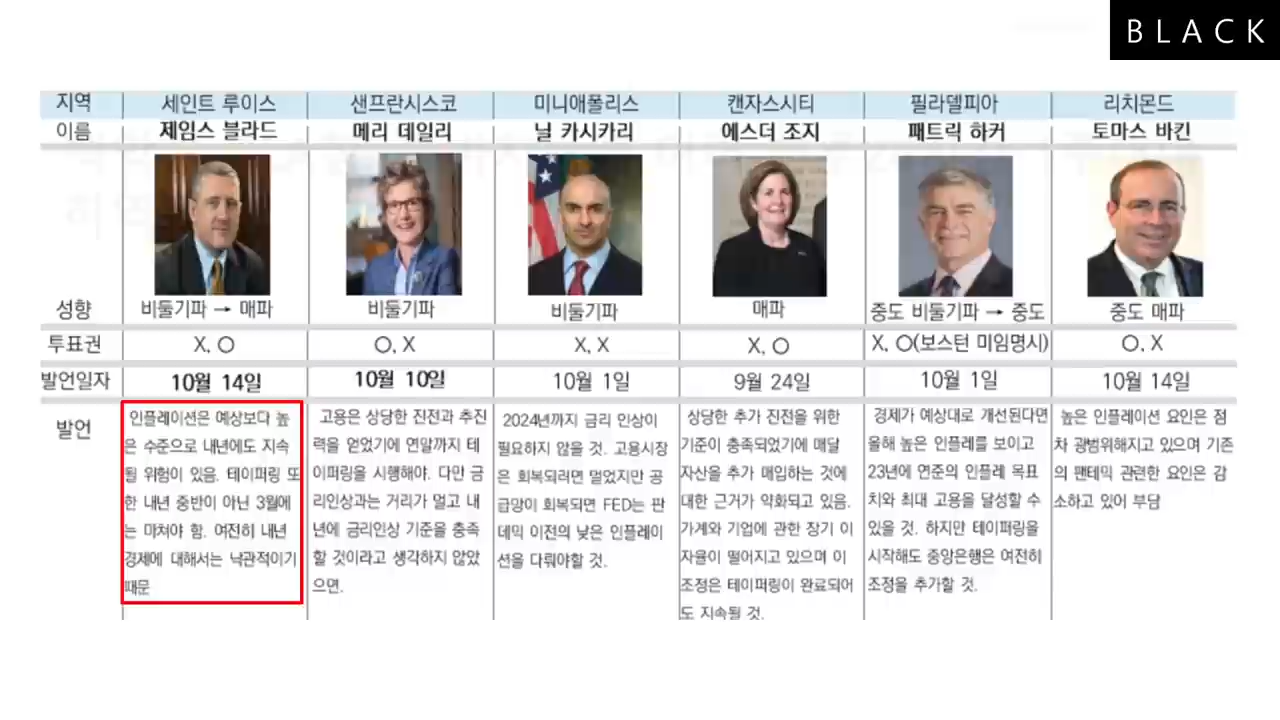 BLACK
지역 세인트 루이스 샌프란시스코 미니애폴리스 캔자스시티 필라델피아 리치몬드
이름 제임스 블라드 메리 데일리 닐 카시카리 에스더 조지 패트릭 하커 토마스 바킨
성향 비둘기파 → 매파 비둘기파 비둘기파 매파 중도 비둘기파 → 중도 중도 매파
투표권 X, O O, X X, X X, O X, O(보스턴 미임명시) O, X
발언일자 10월 14일 10월 10일 10월 1일 9월 24일 10월 1일 10월 14일
발언
인플레이션은 예상보다 높
은 수준으로 내년에도 지속
될 위험이 있음. 테이퍼링 또
한 내년 중반이 아닌 3월에
는 마쳐야 함. 여전히 내년
경제에 대해서는 낙관적이기
때문
고용은 상당한 진전과 추진
력을 얻었기에 연말까지 테
이퍼링을 시행해야. 다만 금
리인상과는 거리가 멀고 내
년에 금리인상 기준을 충족
할 것이라고 생각하지 않았
으면.
2024년까지 금리 인상이
필요하지 않을 것. 고용시장
은 회복되려면 멀었지만 공
급망이 회복되면 FED는 판
데믹 이전의 낮은 인플레이
션을 다뤄야할 것.
상당한 추가 진전을 위한
기준이 충족되었기에 매달
자산을 추가 매입하는 것에
대한 근거가 약화되고 있음.
가계와 기업에 관한 장기 이
자율이 떨어지고 있으며 이
조정은 테이퍼링이 완료되어
도 지속될 것.
경제가 예상대로 개선된다면
올해 높은 인플레를 보이고
23년에 연준의 인플레 목표
치와 최대 고용을 달성할 수
있을 것. 하지만 테이퍼링을
시작해도 중앙은행은 여전히
조정을 추가할 것.
높은 인플레이션 요인은 점
차 광범위해지고 있으며 기존
의 팬테믹 관련한 요인은 감
소하고 있어 부담